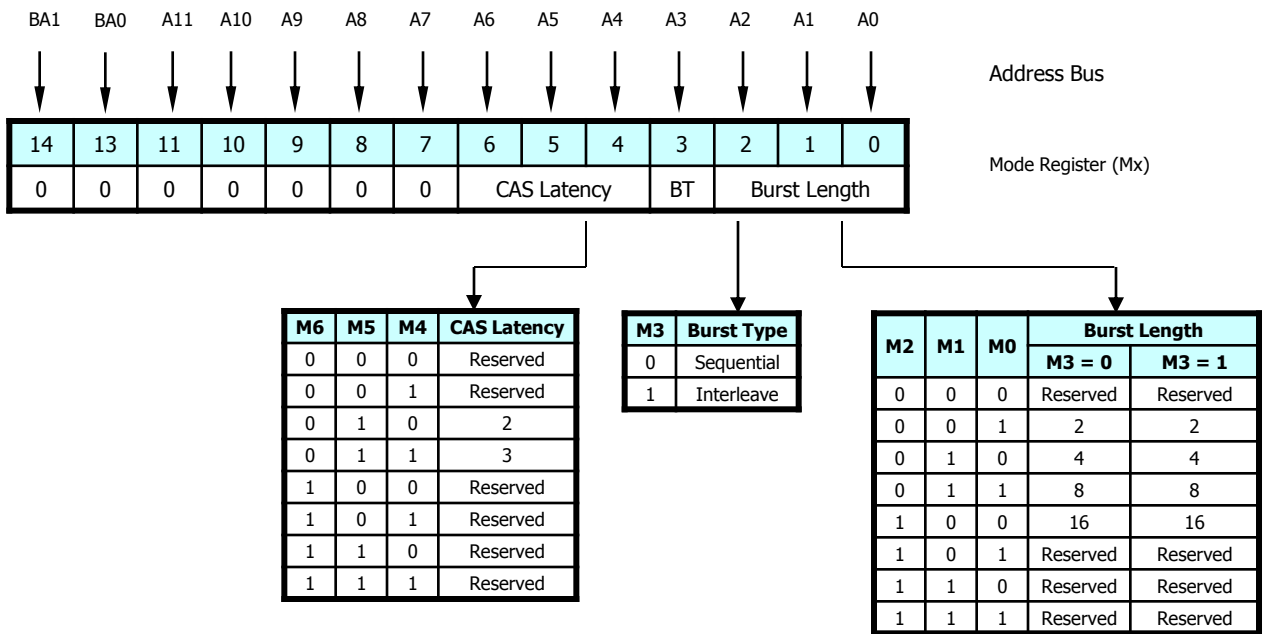 BA1 BA0 A11 A10 A9 A8 A7 A6 A5 A4 A3 A2 A1 A0
Address Bus
14 13 11 10 9 8 7 6 5 4 3 2 1 0
Mode Register (Mx)
0 0 0 0 0 0 0 CAS Latency BT Burst Length
M6 M5 M4 CAS Latency
0 0 0 Reserved
0 0 1 Reserved
0 1 0 2
0 1 1 3
1 0 0 Reserved
1 0 1 Reserved
1 1 0 Reserved
1 1 1 Reserved
M3 Burst Type
0 Sequential
1 Interleave
M2 M1 M0 Burst Length
M3 = 0 M3 = 1
0 0 0 Reserved Reserved
0 0 1 2 2
0 1 0 4 4
0 1 1 8 8
1 0 0 16 16
1 0 1 Reserved Reserved
1 1 0 Reserved Reserved
1 1 1 Reserved Reserved